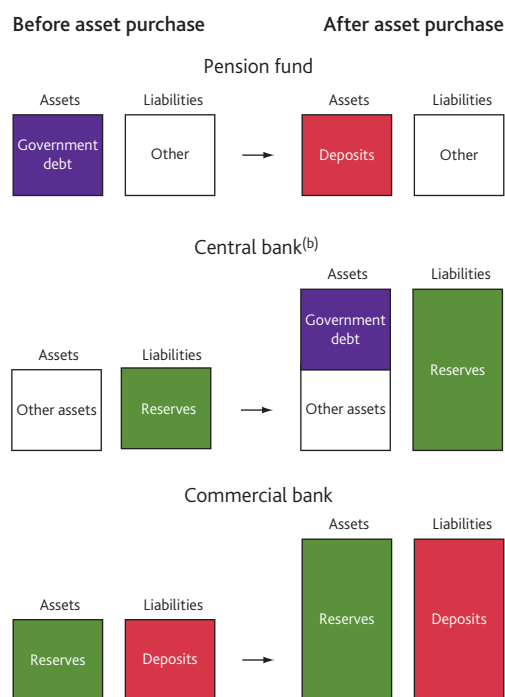 Before asset purchase After asset purchase
Pension fund
Assets Liabilities Assets Liabilities
Government
debt
Other
Deposits
Other
Central bank(b)
Assets Liabilities
Government
debt
Assets Liabilities
Reserves
Other assets
Reserves
Other assets
Commercial bank
Assets Liabilities
Assets Liabilities
Reserves
Deposits
Reserves
Deposits